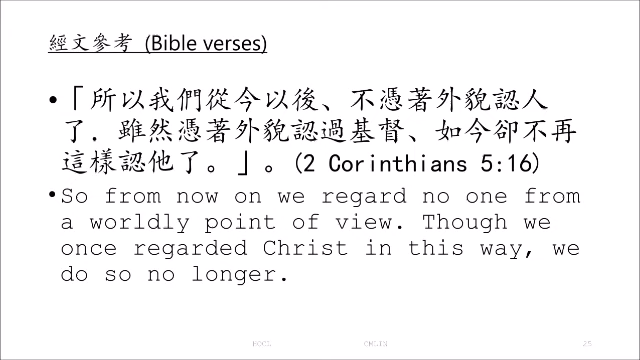 經文參考 (Bible verses)
•「所以我們從今以後、不憑著外貌認人
了．雖然憑著外貌認過基督、如今卻不再
這樣認他了。」。(2 Corinthians 5:16)
•So from now on we regard no one from
a worldly point of view. Though we
once regarded Christ in this way, we
do so no longer.
25